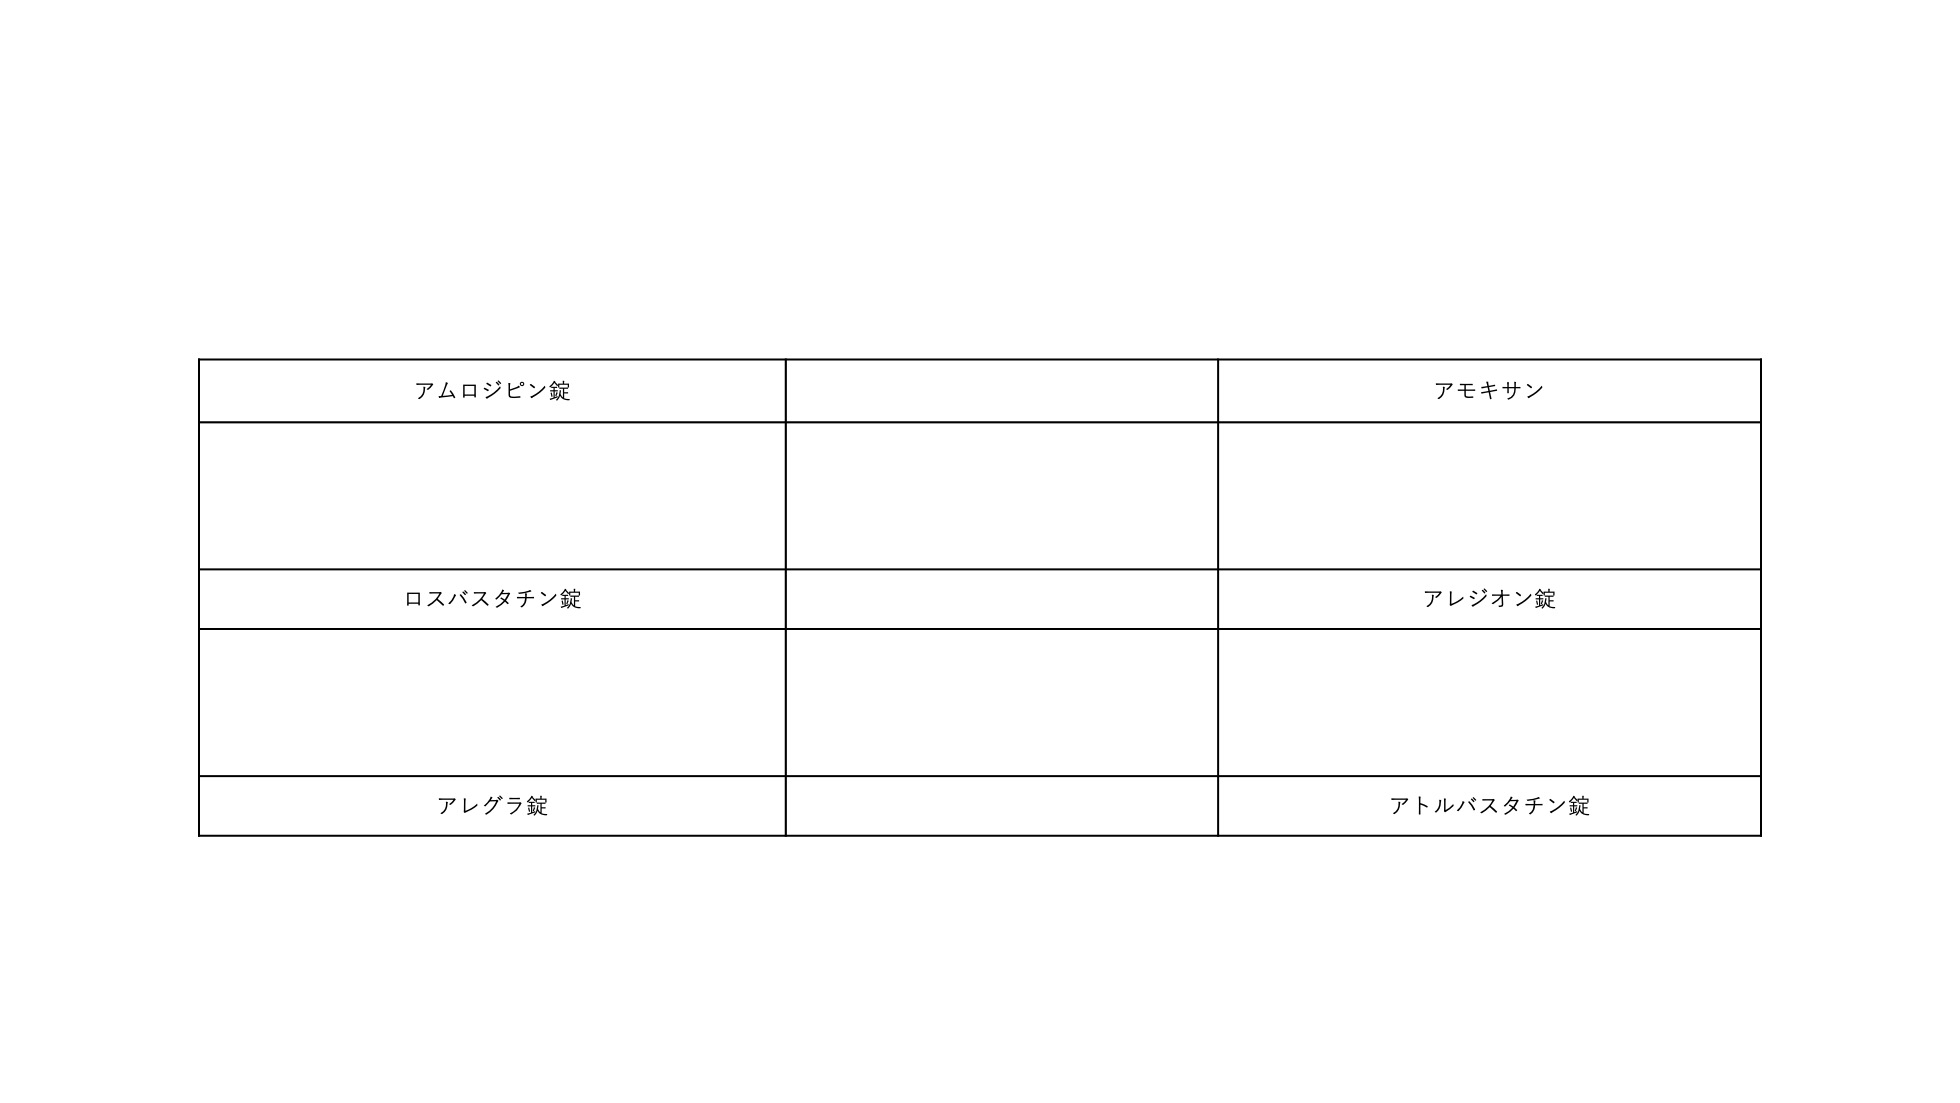 アムロジピン錠
アモキサン
ロスバスタチン錠
アレジオン錠
アレグラ錠
アトルバスタチン錠